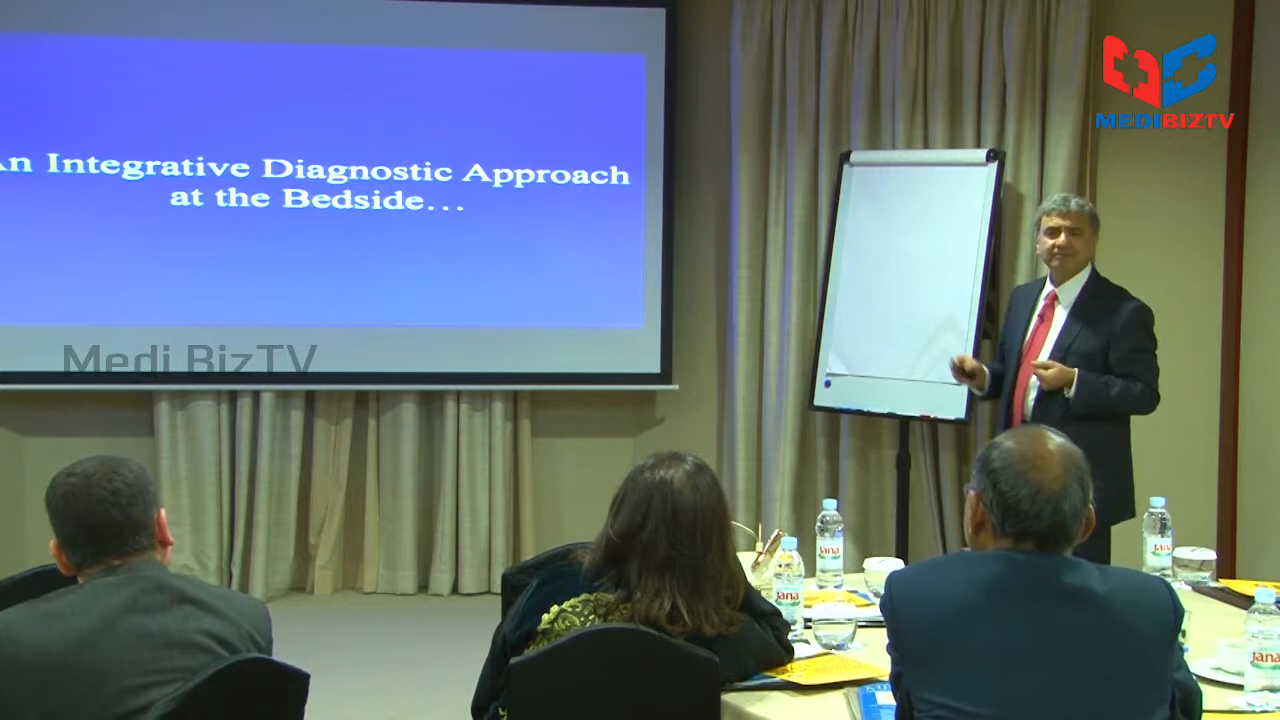 An Integrative Diagnostic Approach
at the Bedside...
Medi BizTV
MEDIBIZTV
Jana
Jana
Jana
Jana